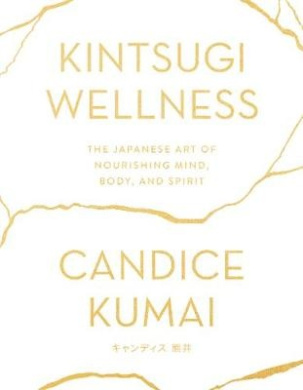 KINTSUGI
WELLNESS
THE JAPANESE ART OF
NOURISHING MIND,
BODY, AND SPIRIT
CANDICE
KUMAI
キャンディス 熊井